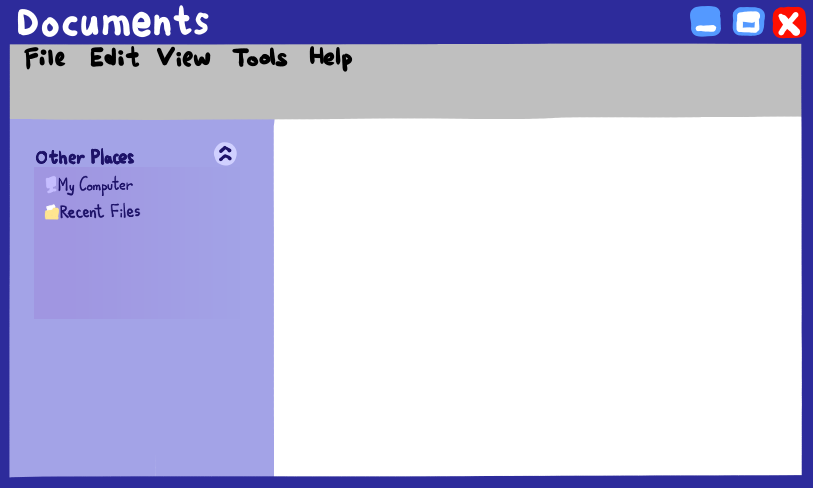 Documents
File Edit View Tools Help
Other Places
My Computer
Recent Files